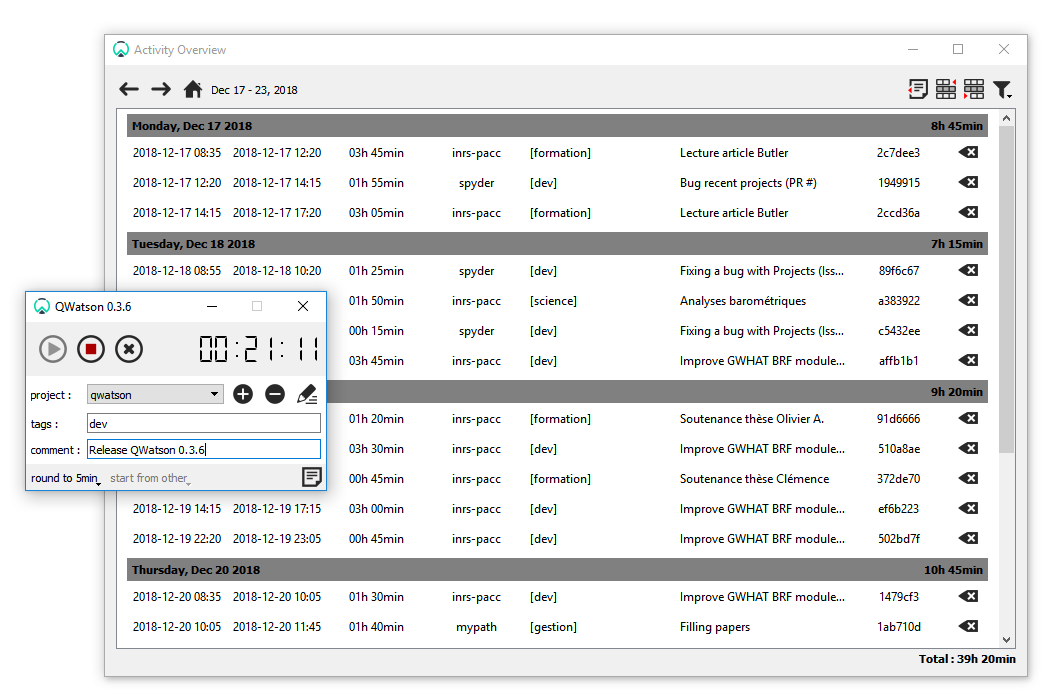 Activity Overview
Dec 17 - 23, 2018
Monday, Dec 17 2018 8h 45min
2018-12-17 08:35 2018-12-17 12:20 03h 45min inrs-pacc [formation] Lecture article Butler 2c7dee3
2018-12-17 12:20 2018-12-17 14:15 01h 55min spyder [dev] Bug recent projects (PR #) 1949915
2018-12-17 14:15 2018-12-17 17:20 03h 05min inrs-pacc [formation] Lecture article Butler 2ccd36a
Tuesday, Dec 18 2018 7h 15min
2018-12-18 08:55 2018-12-18 10:20 01h 25min spyder [dev] Fixing a bug with Projects (Iss... 89f6c67
01h 50min inrs-pacc [science] Analyses barométriques a383922
00h 15min spyder [dev] Fixing a bug with Projects (Iss... c5432ee
03h 45min inrs-pacc [dev] Improve GWHAT BRF module... affb1b1
9h 20min
01h 20min inrs-pacc [formation] Soutenance thèse Olivier A. 91d6666
03h 30min inrs-pacc [dev] Improve GWHAT BRF module... 510a8ae
00h 45min inrs-pacc [formation] Soutenance thèse Clémence 372de70
2018-12-19 14:15 2018-12-19 17:15 03h 00min inrs-pacc [dev] Improve GWHAT BRF module... ef6b223
2018-12-19 22:20 2018-12-19 23:05 00h 45min inrs-pacc [dev] Improve GWHAT BRF module... 502bd7f
Thursday, Dec 20 2018 10h 45min
2018-12-20 08:35 2018-12-20 10:05 01h 30min inrs-pacc [dev] Improve GWHAT BRF module... 1479cf3
2018-12-20 10:05 2018-12-20 11:45 01h 40min mypath [gestion] Filling papers 1ab710d
Total : 39h 20min
QWatson 0.3.6
00:21:11
project : qwatson
tags : dev
comment : Release QWatson 0.3.6
round to 5min start from other